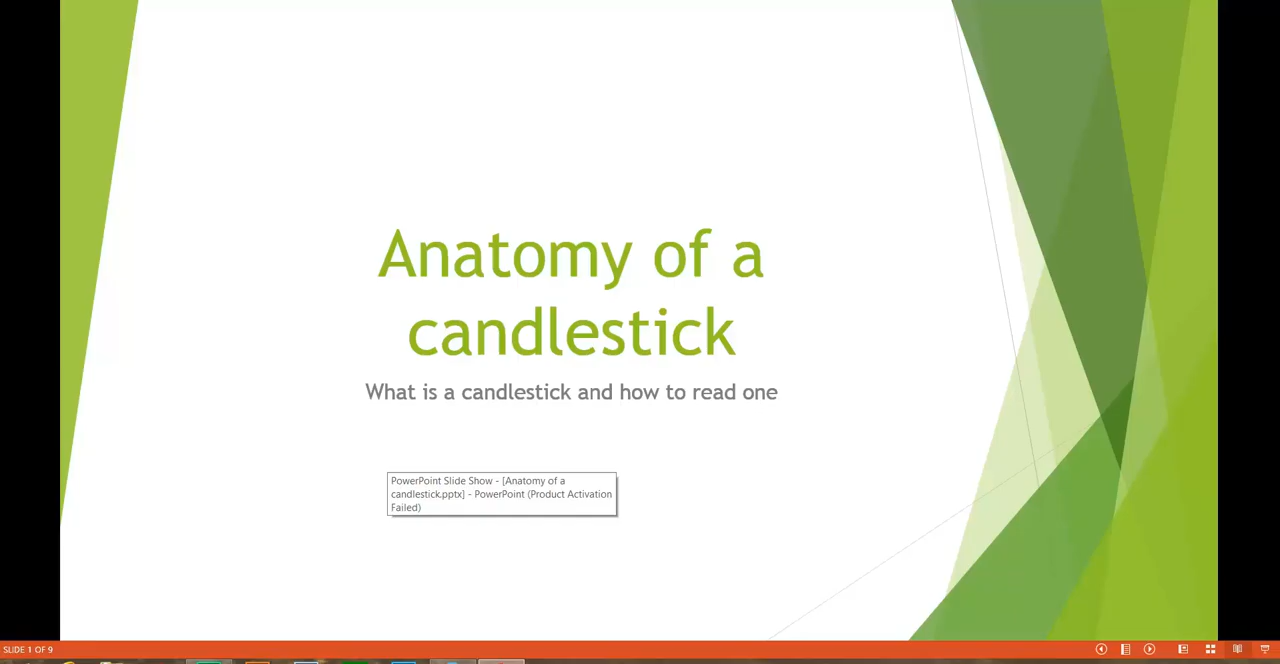 Anatomy of a
candlestick
What is a candlestick and how to read one
PowerPoint Slide Show - [Anatomy of a
candlestick.pptx] - PowerPoint (Product Activation
Failed)
SLIDE 1 OF 9